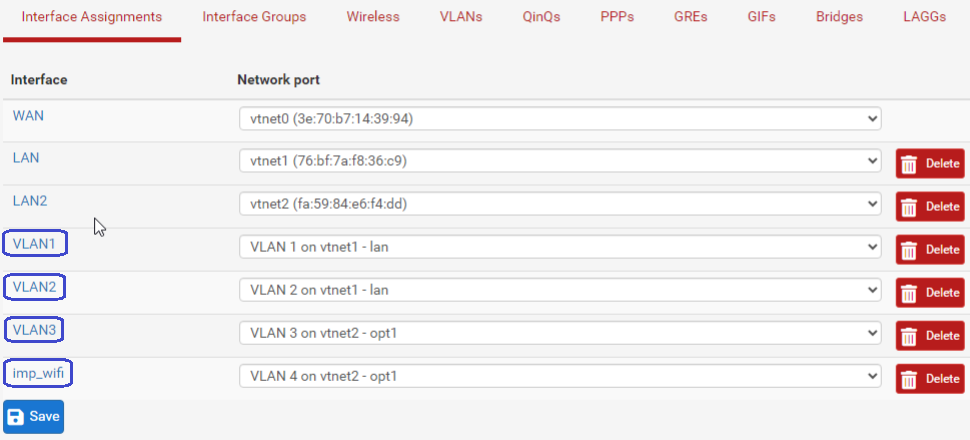 Interface Assignments Interface Groups Wireless VLANs QinQs PPPs GREs GIFs Bridges LAGGs
Interface Network port
WAN vtnet0 (3e:70:b7:14:39:94)
LAN vtnet1 (76:bf:7a:f8:36:c9) Delete
LAN2 vtnet2 (fa:59:84:e6:f4:dd) Delete
VLAN1 VLAN 1 on vtnet1 - lan Delete
VLAN2 VLAN 2 on vtnet1 - lan Delete
VLAN3 VLAN 3 on vtnet2 - opt1 Delete
imp_wifi VLAN 4 on vtnet2 - opt1 Delete
Save